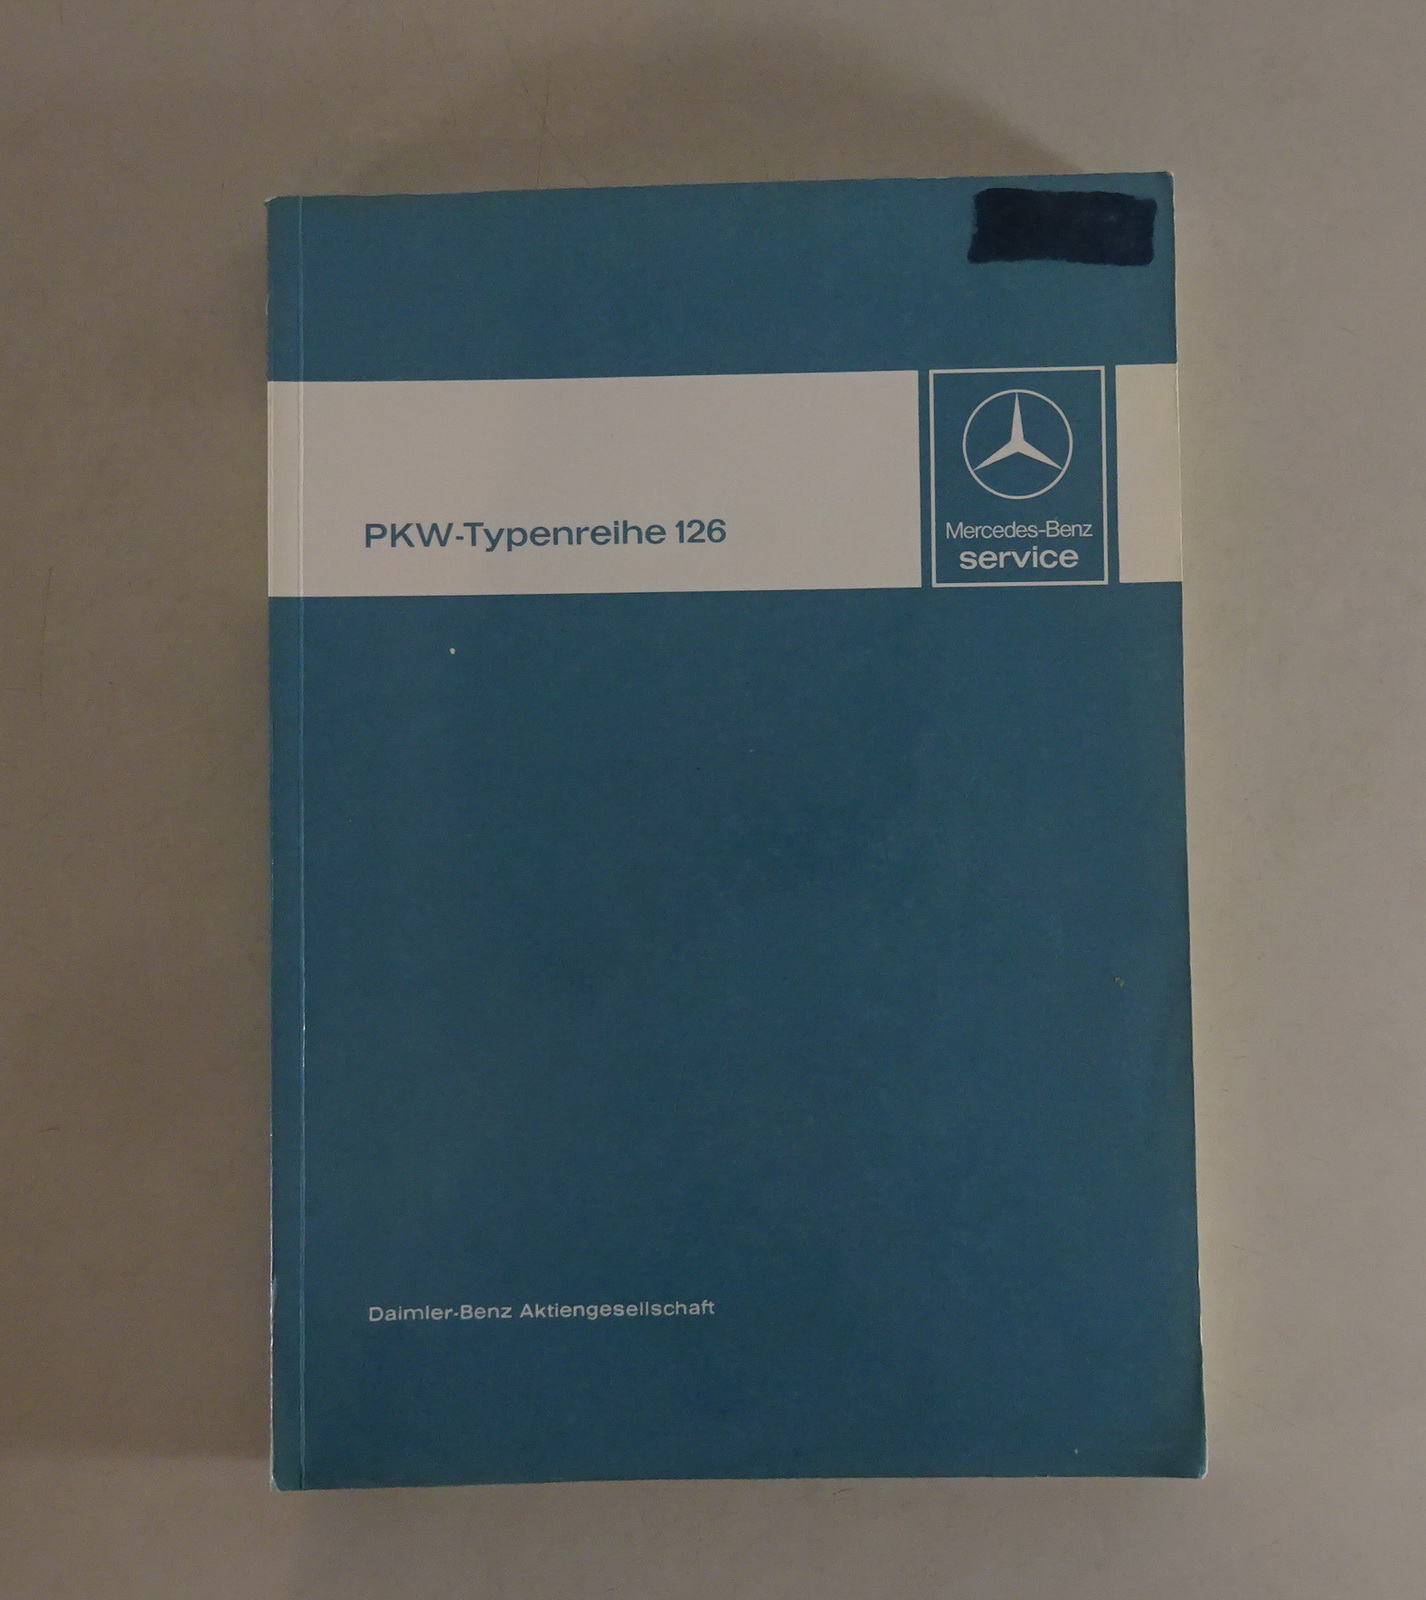 PKW-Typenreihe 126
Mercedes-Benz
service
Daimler-Benz Aktiengesellschaft